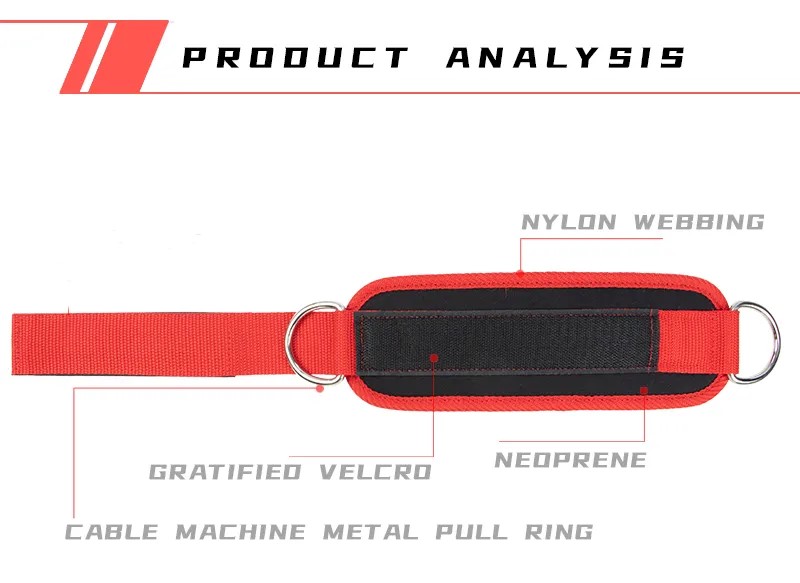 PRODUCT ANALYSIS
NYLON WEBBING
GRATIFIED VELCRO
NEOPRENE
CABLE MACHINE METAL PULL RING